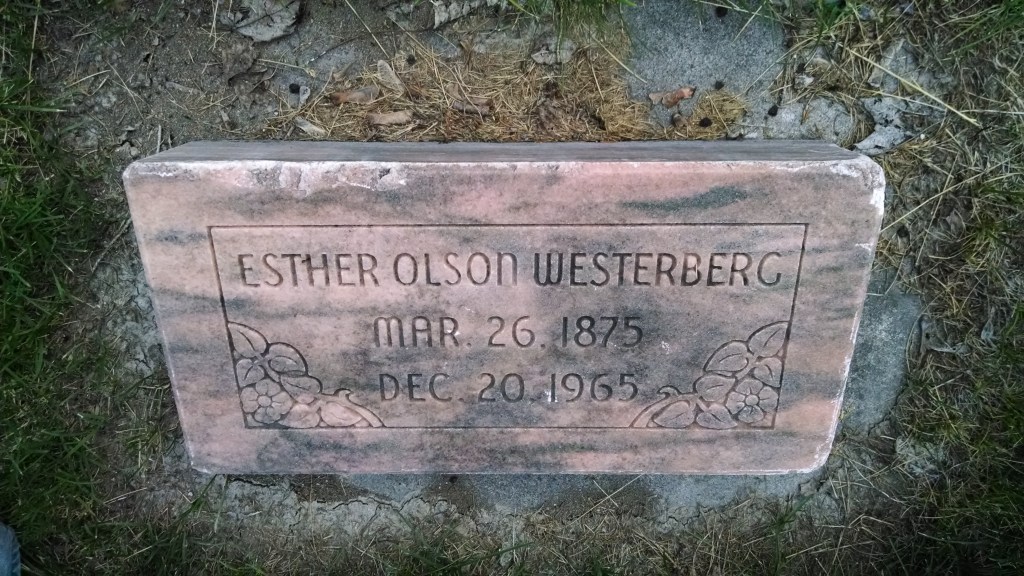 ESTHER OLSON WESTERBERG
MAR. 26. 1875
DEC. 20. 1965